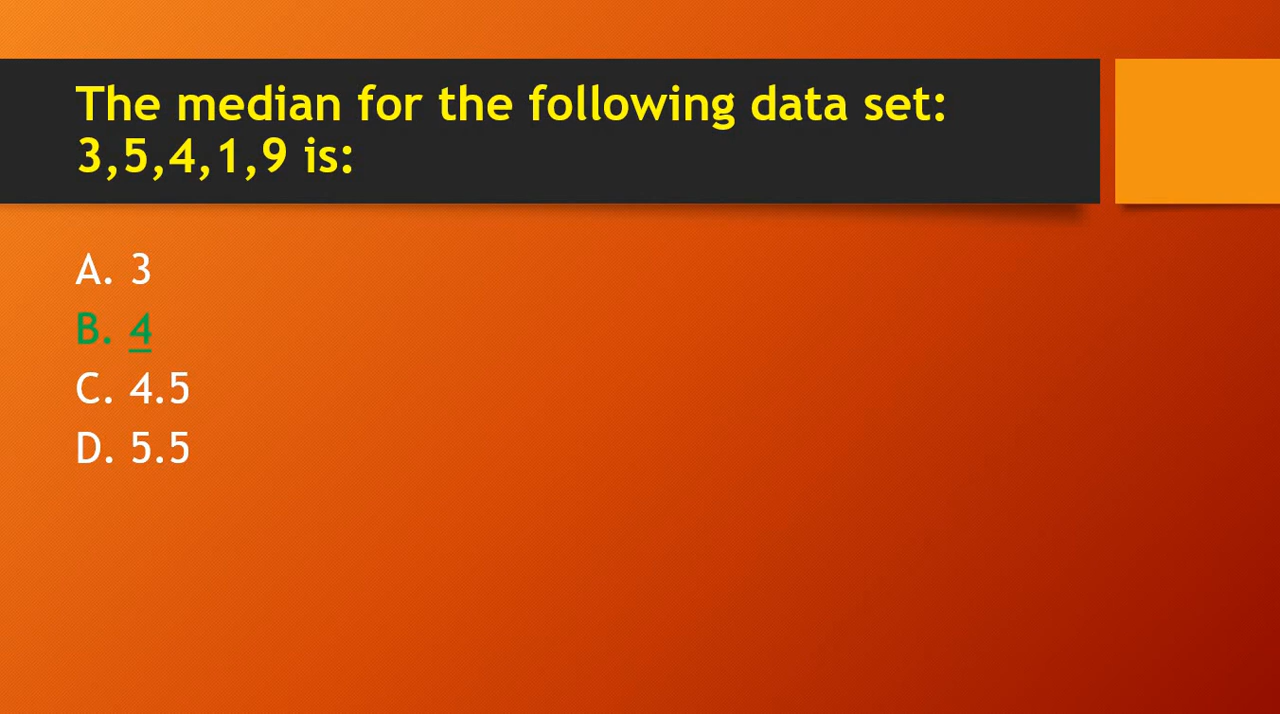 The median for the following data set:
3,5,4,1,9 is:
A. 3
B. 4
C. 4.5
D. 5.5